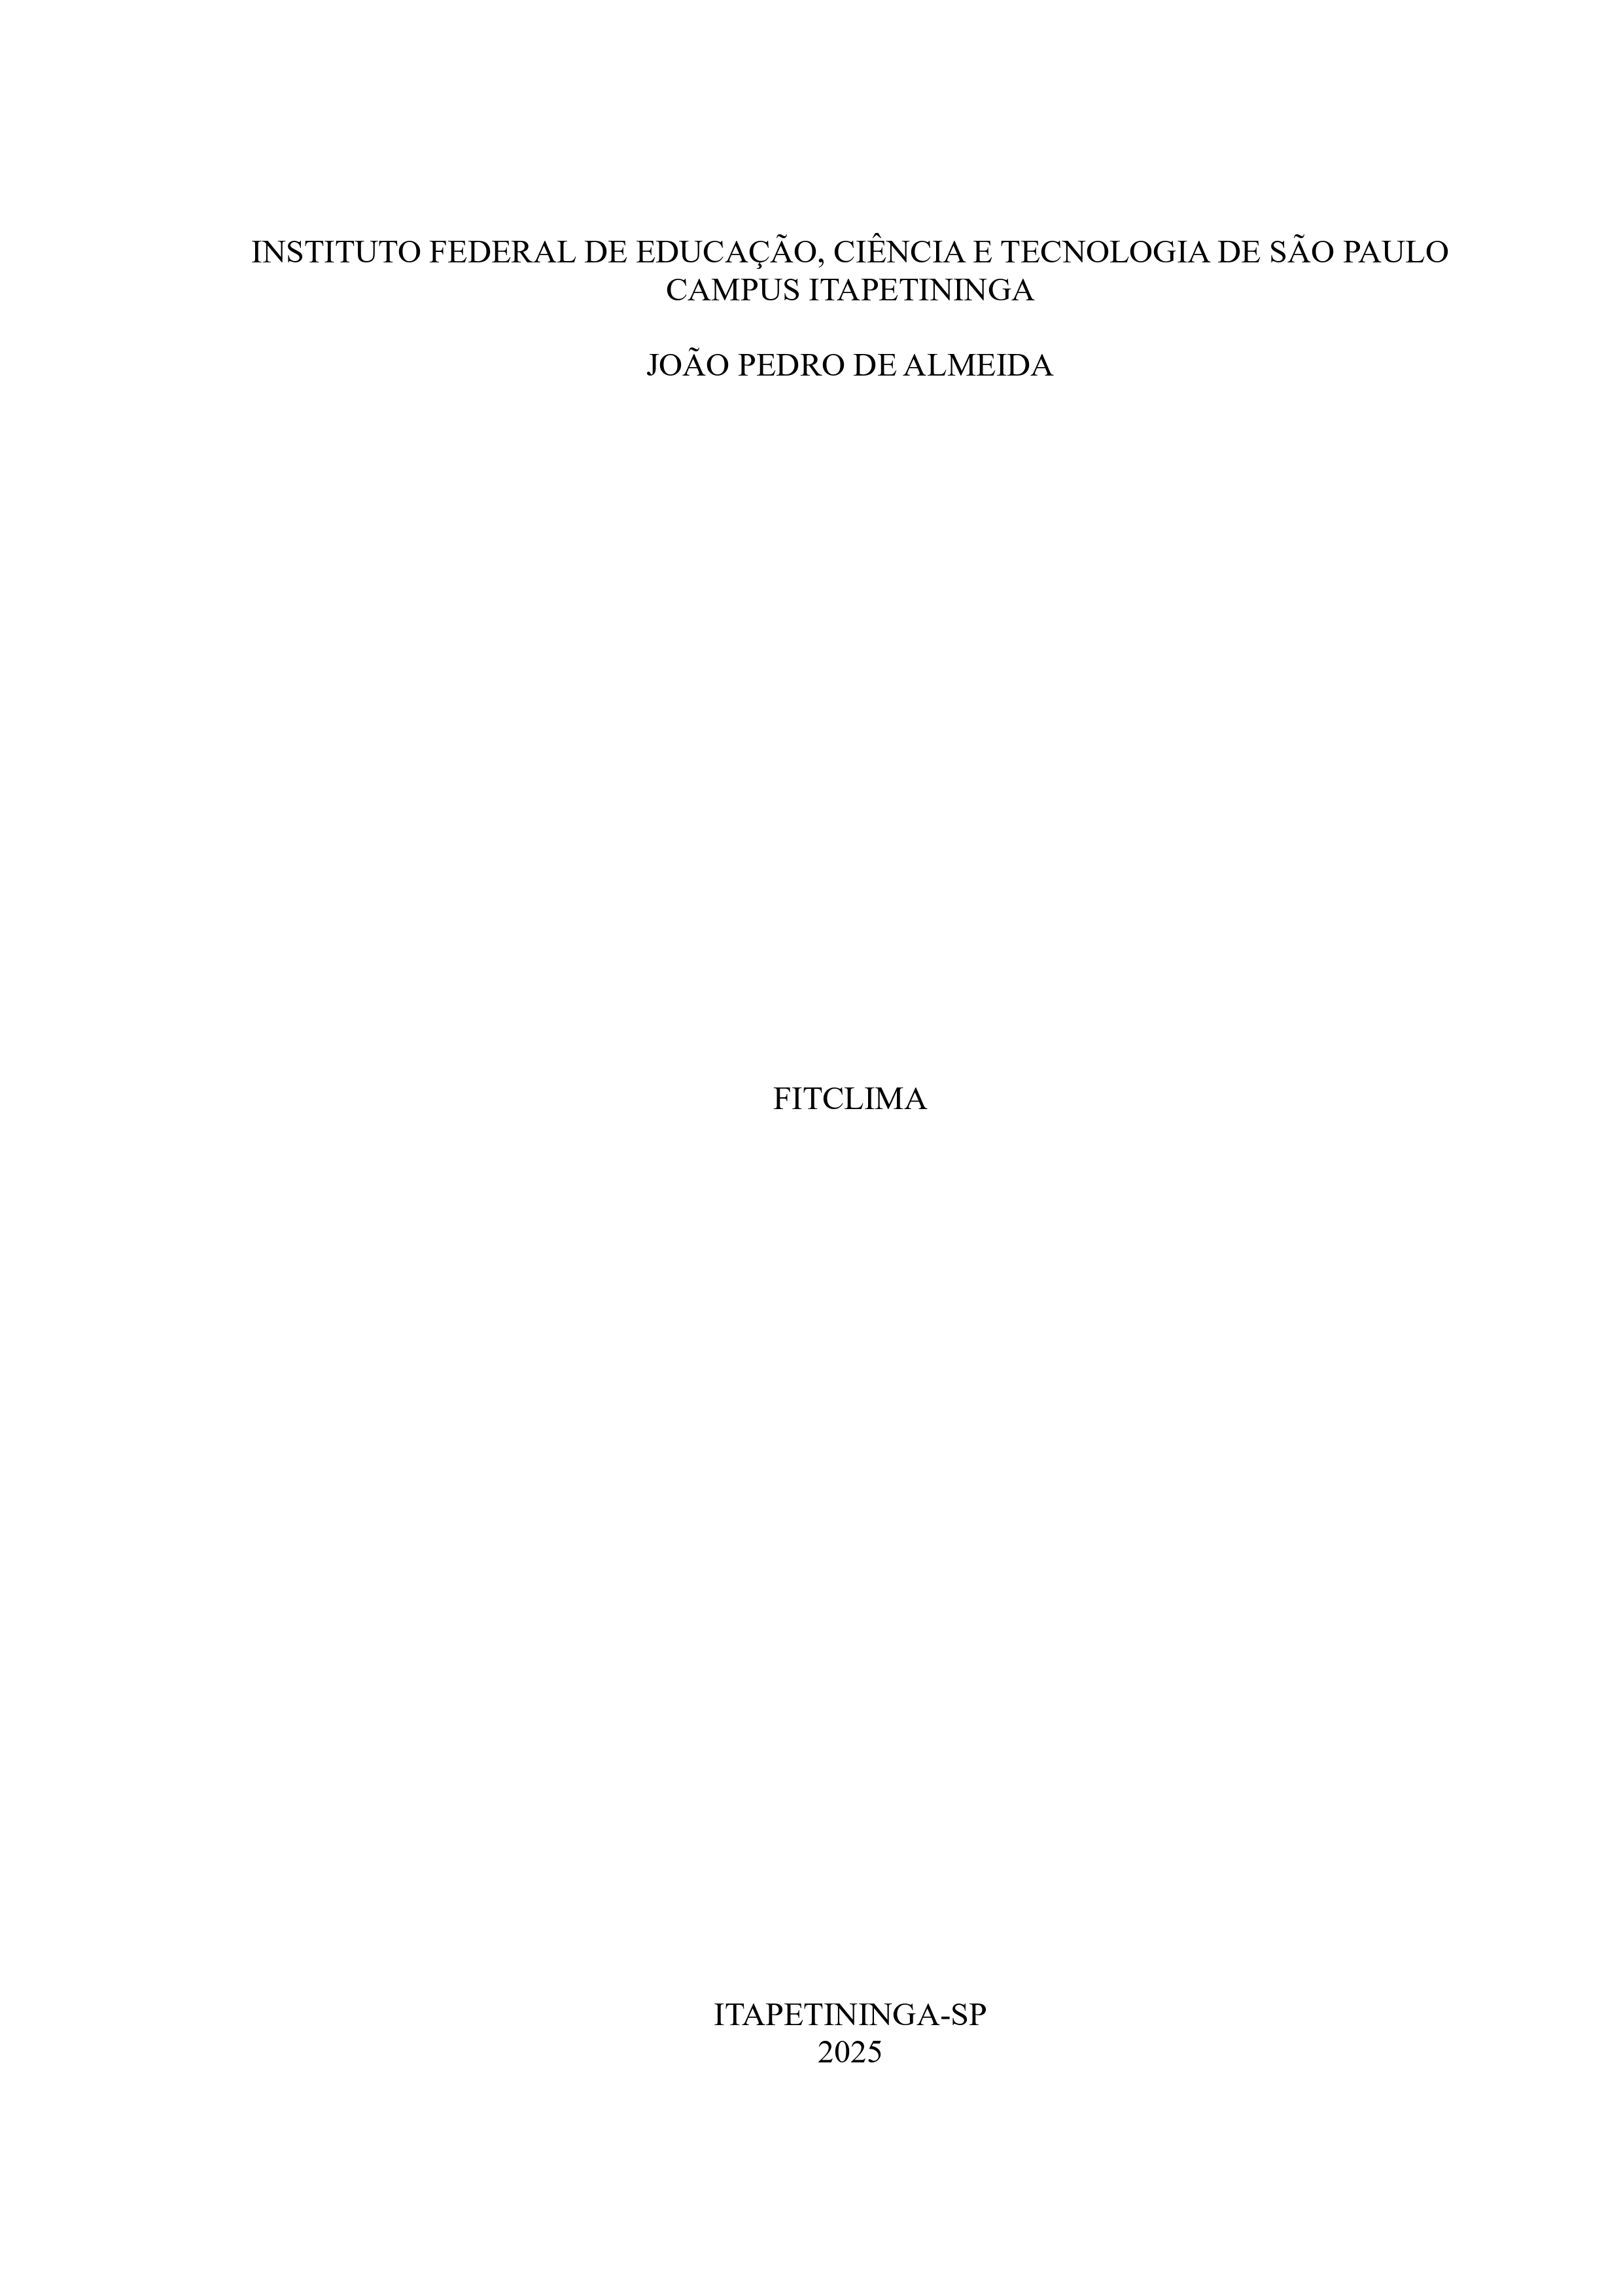 INSTITUTO FEDERAL DE EDUCAÇÃO, CIÊNCIA E TECNOLOGIA DE SÃO PAULO
CAMPUS ITAPETININGA
JOÃO PEDRO DE ALMEIDA
FITCLIMA
ITAPETININGA-SP
2025